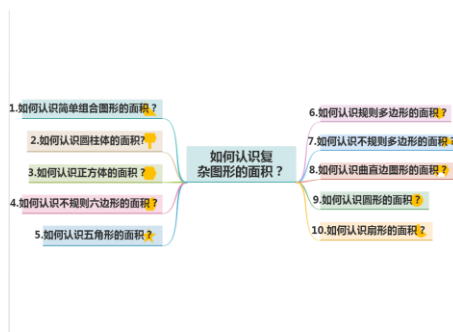 1.如何认识简单组合图形的面积？
2.如何认识圆柱体的面积?
3.如何认识正方体的面积？
4.如何认识不规则六边形的面积？
5.如何认识五角形的面积？
如何认识复
杂图形的面积？
6.如何认识规则多边形的面积？
7.如何认识不规则多边形的面积？
8.如何认识曲直边图形的面积？
9.如何认识圆形的面积？
10.如何认识扇形的面积？